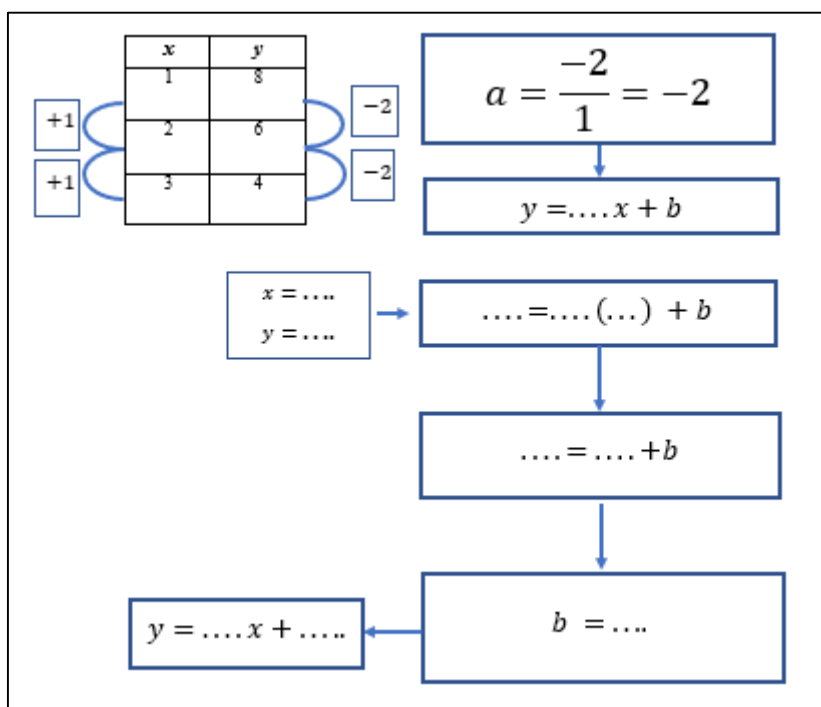 x y
1 8
+1 −2
2 6
+1 −2
3 4
a = −2/1 = −2
y =....x + b
x = ....
y = ....
....=....(...) + b
....= ....+b
b = ....
y = ....x + .....